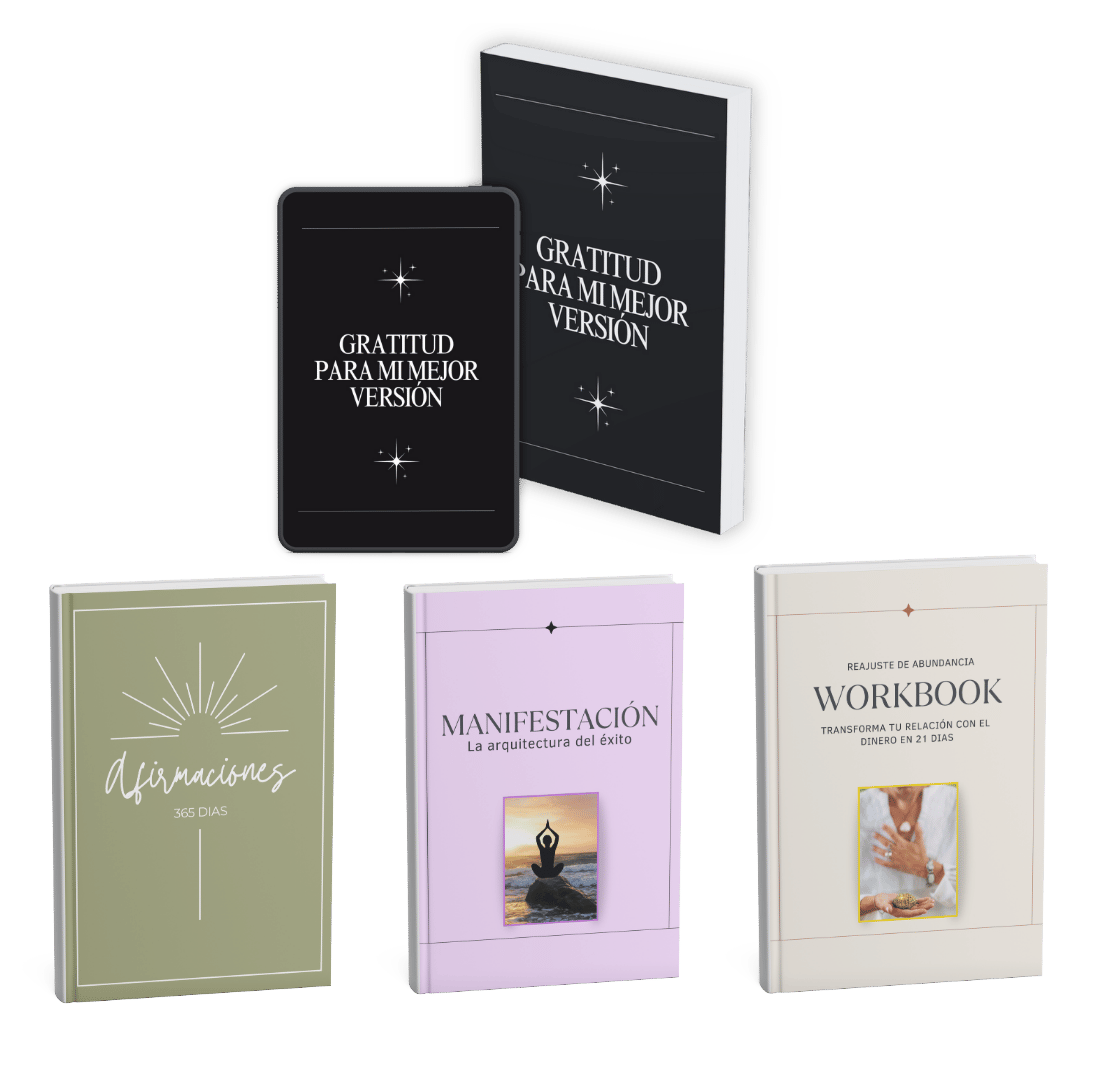 GRATITUD
PARA MI MEJOR
VERSIÓN
GRATITUD
PARA MI MEJOR
VERSIÓN
Afirmaciones
365 DIAS
MANIFESTACIÓN
La arquitectura del éxito
REAJUSTE DE ABUNDANCIA
WORKBOOK
TRANSFORMA TU RELACIÓN CON EL
DINERO EN 21 DIAS